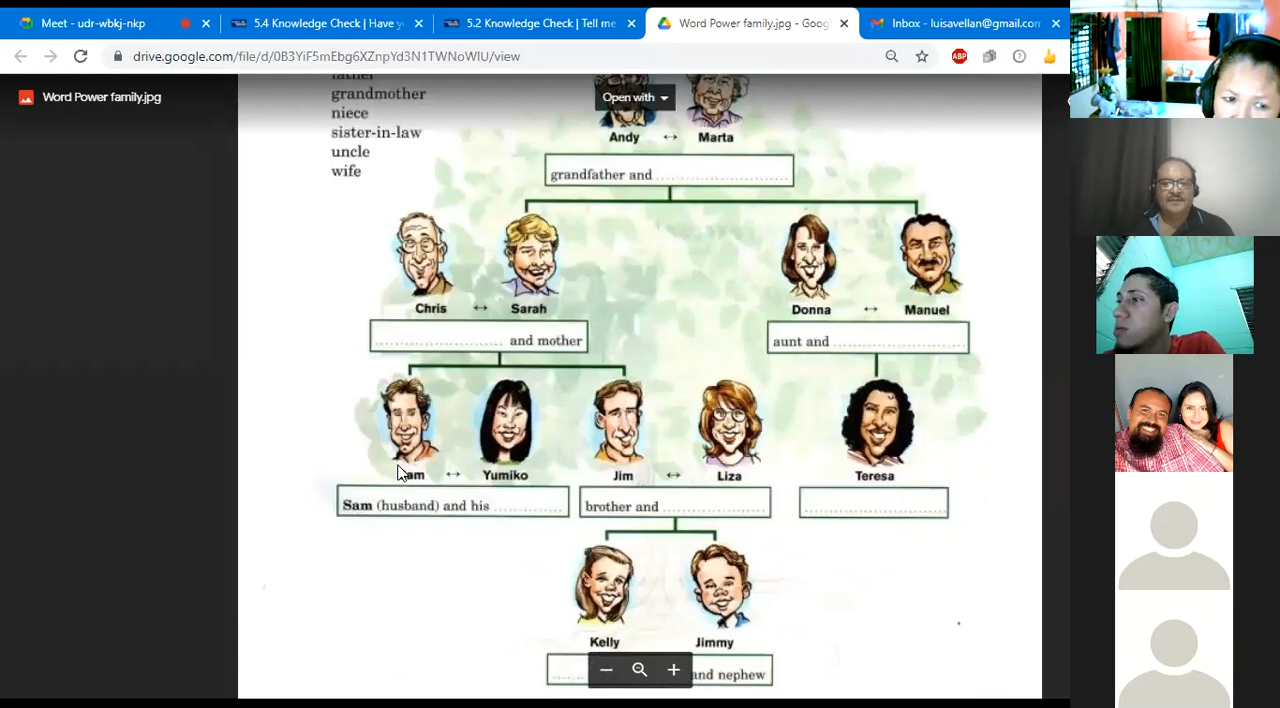 Meet - udr-wbkj-nkp
5.4 Knowledge Check | Have y
5.2 Knowledge Check | Tell me
Word Power family.jpg - Goog
Inbox - luisavellan@gmail.com
drive.google.com/file/d/0B3YiF5mEbg6XZmYyYd3N1TWNoWlU/view
ABP
Word Power family.jpg
Open with
father
grandmother
niece
sister-in-law
uncle
wife
Andy ↔ Marta
grandfather and ..............................
Chris ↔ Sarah
Donna ↔ Manuel
.............................. and mother
aunt and ..............................
Sam ↔ Yumiko
Jim ↔ Liza
Teresa
Sam (husband) and his ................
brother and ........................
..............................
Kelly
Jimmy
and nephew